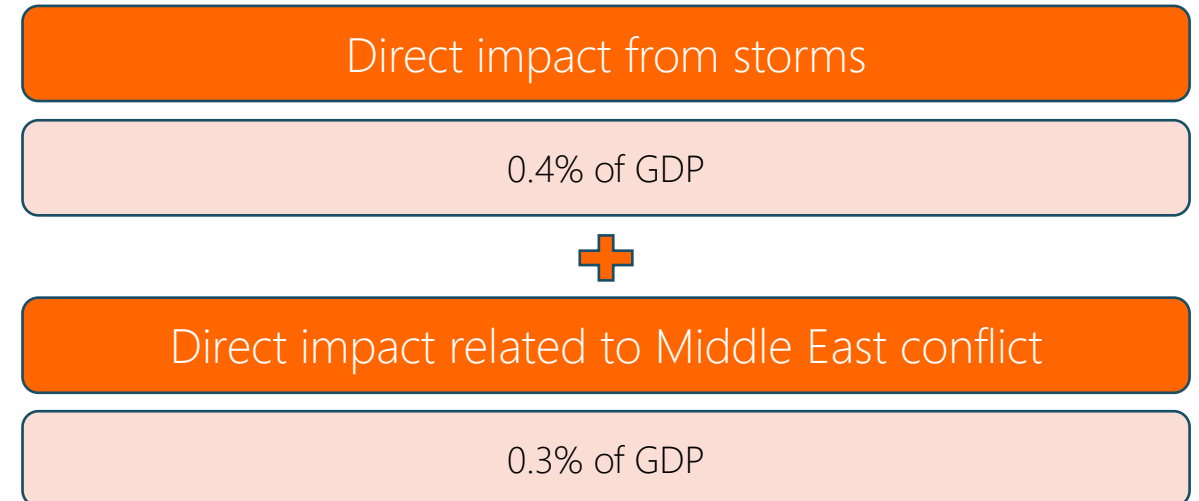 Direct impact from storms
0.4% of GDP
Direct impact related to Middle East conflict
0.3% of GDP